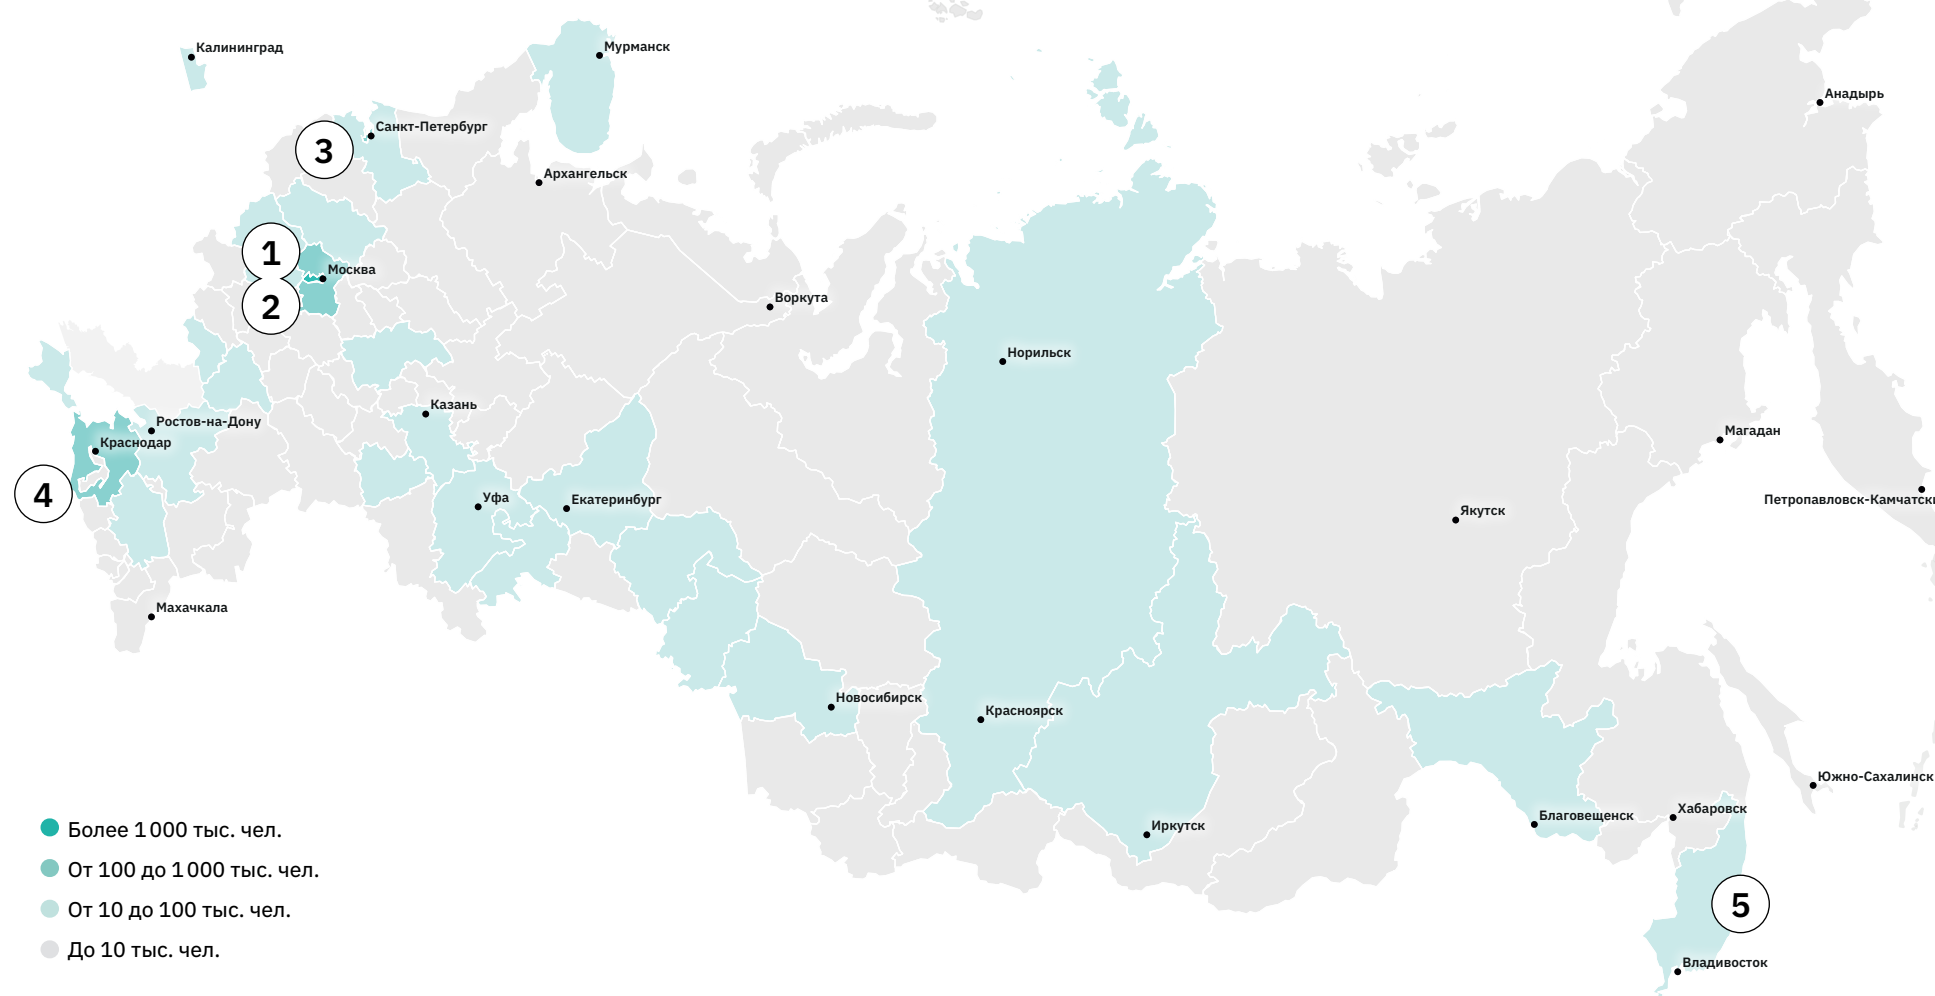 Калининград
Мурманск
Анадырь
Санкт-Петербург
3
Архангельск
1
Москва
2
Воркута
Норильск
Казань
Ростов-на-Дону
Краснодар
Магадан
4
Уфа
Екатеринбург
Петропавловск-Камчатск
Якутск
Махачкала
Новосибирск
Красноярск
Южно-Сахалинск
Хабаровск
Благовещенск
Иркутск
Более 1 000 тыс. чел.
От 100 до 1 000 тыс. чел.
От 10 до 100 тыс. чел.
До 10 тыс. чел.
5
Владивосток